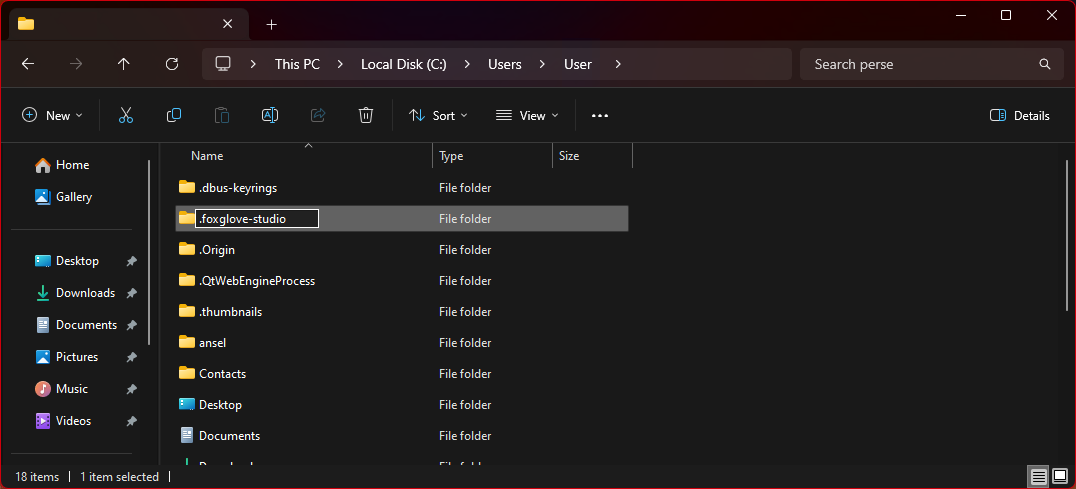 This PC Local Disk (C:) Users User Search perse
New Sort View Details
Name Type Size
Home
Gallery
Desktop
Downloads
Documents
Pictures
Music
Videos
.dbus-keyrings File folder
.foxglove-studio File folder
.Origin File folder
.QtWebEngineProcess File folder
.thumbnails File folder
ansel File folder
Contacts File folder
Desktop File folder
Documents File folder
18 items 1 item selected